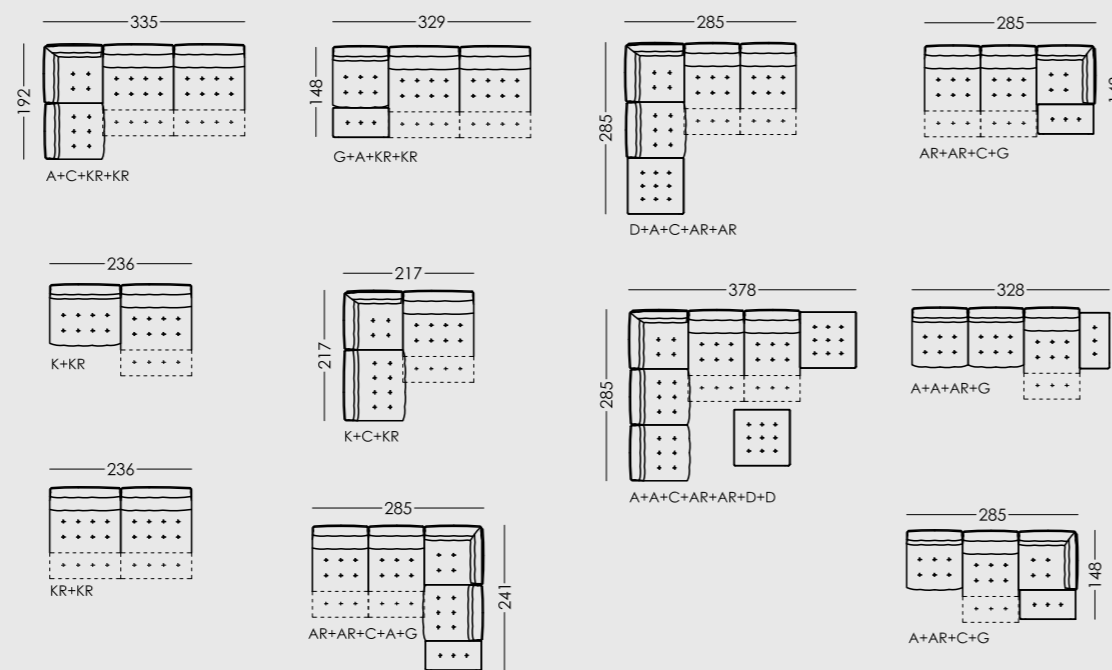 335
192
A+C+KR+KR
329
148
G+A+KR+KR
285
285
D+A+C+AR+AR
285
AR+AR+C+G
236
K+KR
217
217
K+C+KR
378
285
A+A+C+AR+AR+D+D
328
A+A+AR+G
236
KR+KR
285
241
AR+AR+C+A+G
285
148
A+AR+C+G